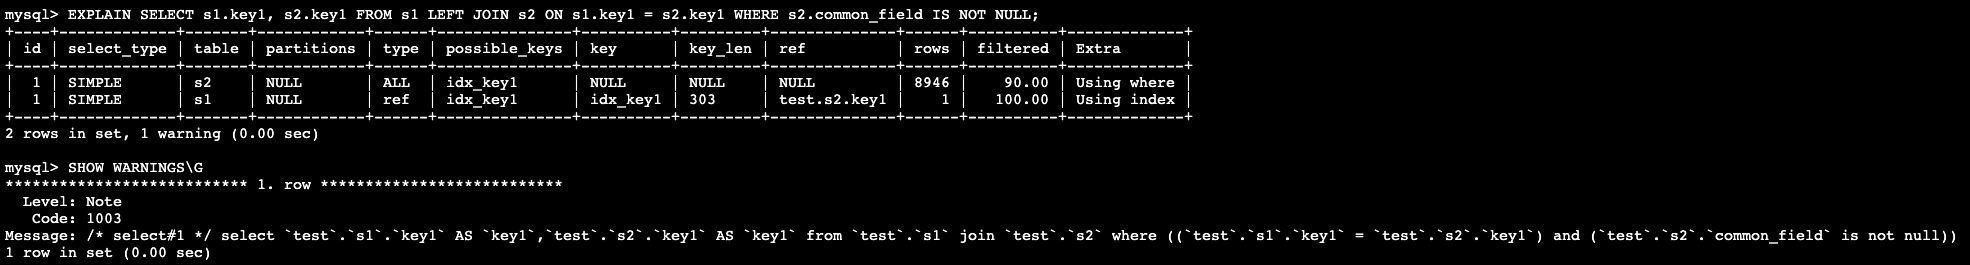 mysql> EXPLAIN SELECT s1.key1, s2.key1 FROM s1 LEFT JOIN s2 ON s1.key1 = s2.key1 WHERE s2.common_field IS NOT NULL;
+----+-------------+-------+------------+------+---------------+----------+---------+--------------+------+----------+-------------+
| id | select_type | table | partitions | type | possible_keys | key      | key_len | ref          | rows | filtered | Extra       |
+----+-------------+-------+------------+------+---------------+----------+---------+--------------+------+----------+-------------+
|  1 | SIMPLE      | s2    | NULL       | ALL  | idx_key1      | NULL     | NULL    | NULL         | 8946 |    90.00 | Using where |
|  1 | SIMPLE      | s1    | NULL       | ref  | idx_key1      | idx_key1 | 303     | test.s2.key1 |    1 |   100.00 | Using index |
+----+-------------+-------+------------+------+---------------+----------+---------+--------------+------+----------+-------------+
2 rows in set, 1 warning (0.00 sec)

mysql> SHOW WARNINGS\G
*************************** 1. row ***************************
  Level: Note
   Code: 1003
Message: /* select#1 */ select `test`.`s1`.`key1` AS `key1`,`test`.`s2`.`key1` AS `key1` from `test`.`s1` join `test`.`s2` where ((`test`.`s1`.`key1` = `test`.`s2`.`key1`) and (`test`.`s2`.`common_field` is not null))
1 row in set (0.00 sec)